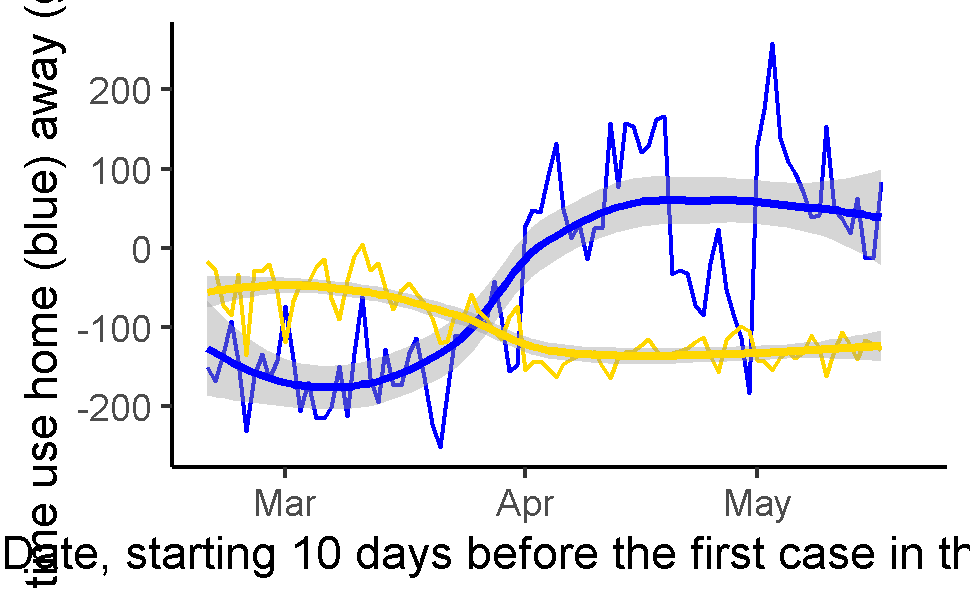 time use home (blue) away (
200
100
0
-100
-200
Mar
Apr
May
Date, starting 10 days before the first case in th